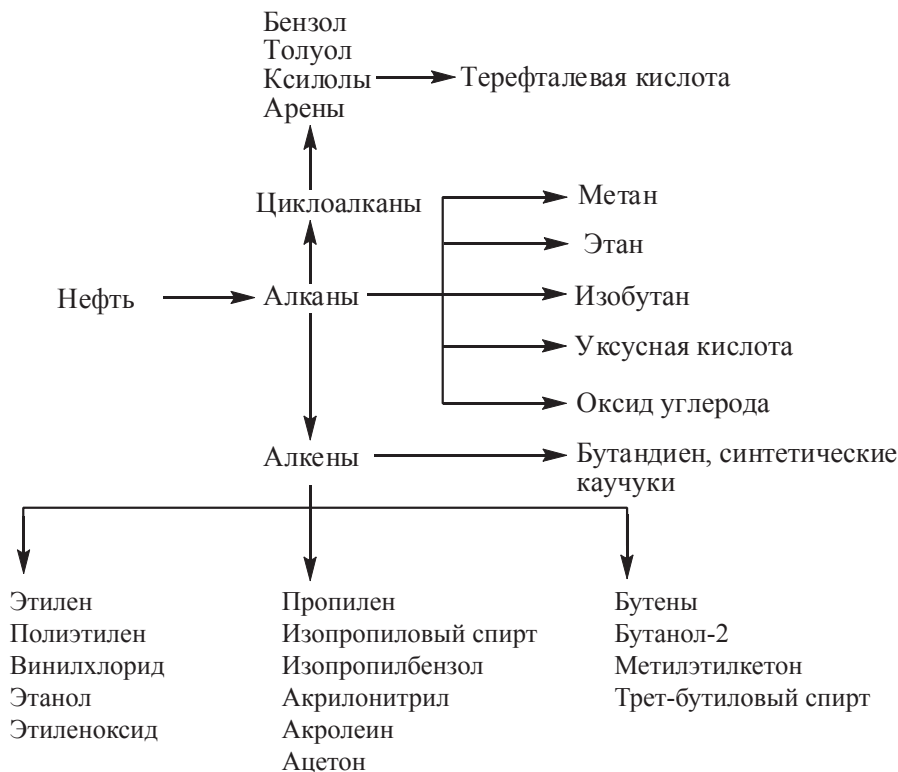 Бензол
Толуол
Ксилолы
Терефталевая кислота
Арены
Циклоалканы
Метан
Этан
Нефть
Алканы
Изобутан
Уксусная кислота
Оксид углерода
Алкены
Бутандиен, синтетические
каучуки
Этилен
Полиэтилен
Винилхлорид
Этанол
Этиленоксид
Пропилен
Изопропиловый спирт
Изопропилбензол
Акрилонитрил
Акролеин
Ацетон
Бутены
Бутанол-2
Метилэтилкетон
Трет-бутиловый спирт